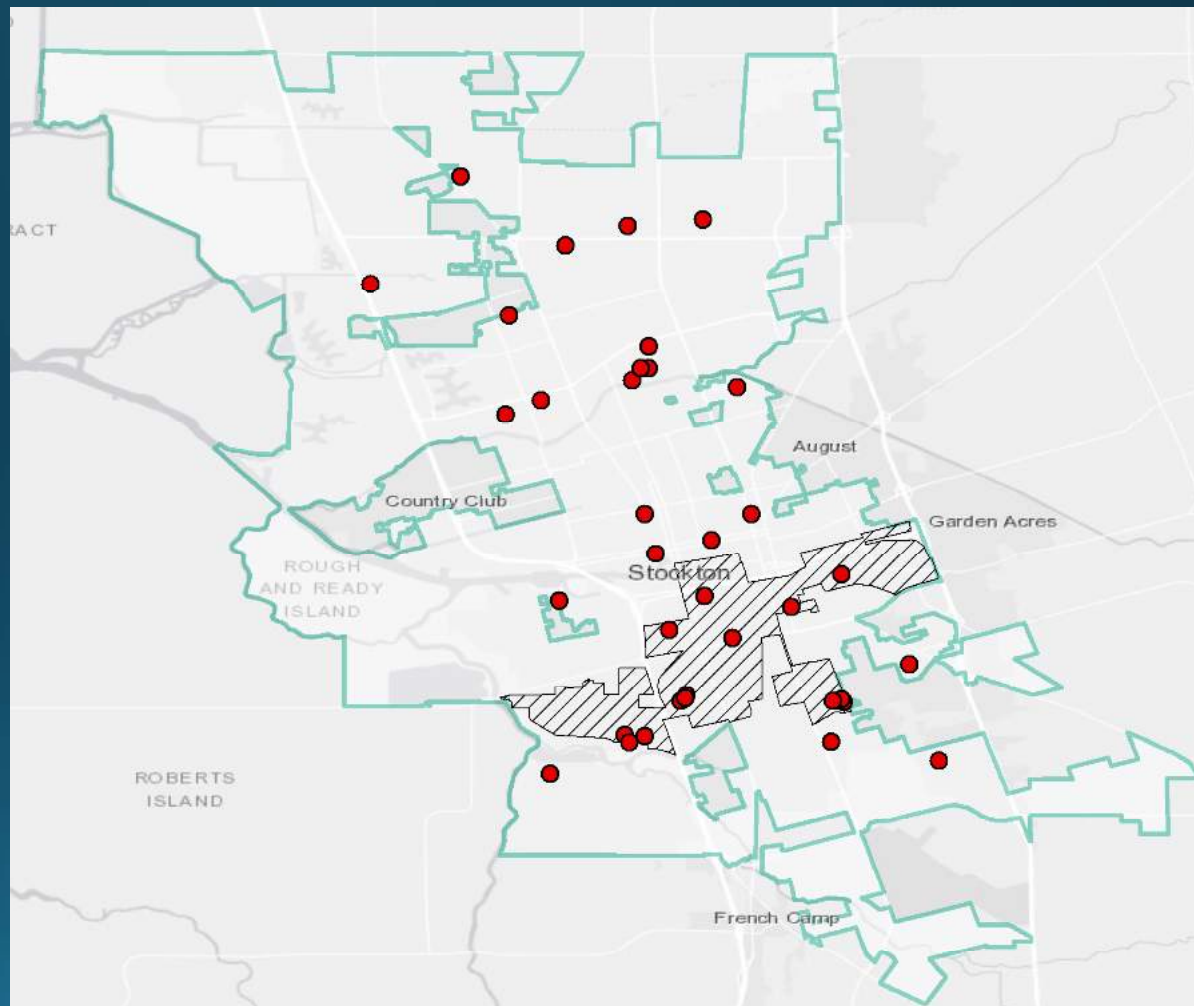 RACT
August
Country Club
Garden Acres
ROUGH
AND READY
ISLAND
Stockton
ROBERTS
ISLAND
French Camp